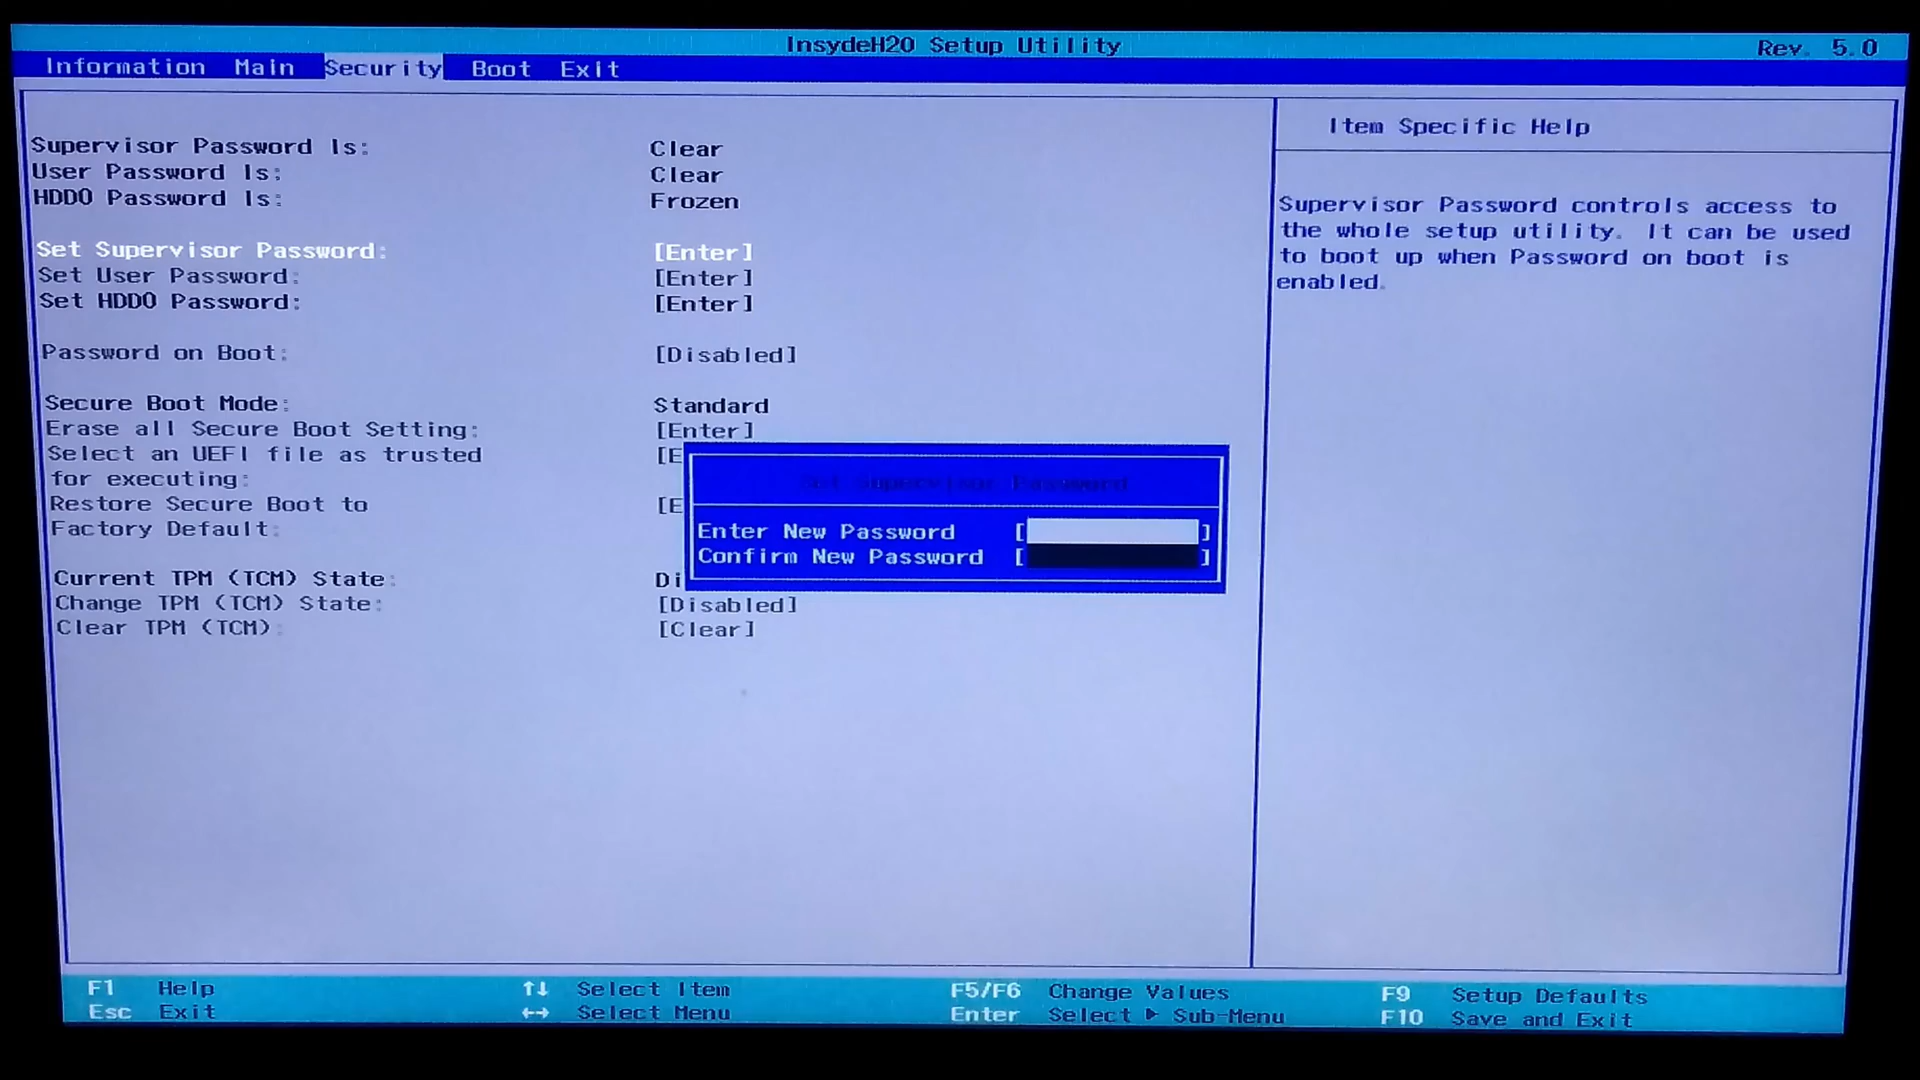 InsydeH20 Setup Utility Rev. 5.0
Information Main Security Boot Exit
Item Specific Help
Supervisor Password Is: Clear
User Password Is: Clear
HDD0 Password Is: Frozen
Set Supervisor Password: [Enter]
Set User Password: [Enter]
Set HDD0 Password: [Enter]
Password on Boot: [Disabled]
Secure Boot Mode: Standard
Erase all Secure Boot Setting: [Enter]
Select an UEFI file as trusted [E
for executing:
Restore Secure Boot to [E
Factory Default:
Current TPM (TCM) State: Di
Change TPM (TCM) State: [Disabled]
Clear TPM (TCM): [Clear]
Set Supervisor Password
Enter New Password [ ]
Confirm New Password [ ]
Supervisor Password controls access to
the whole setup utility. It can be used
to boot up when Password on boot is
enabled.
F1 Help ↑↓ Select Item F5/F6 Change Values F9 Setup Defaults
Esc Exit ↔ Select Menu Enter Select ▶ Sub-Menu F10 Save and Exit